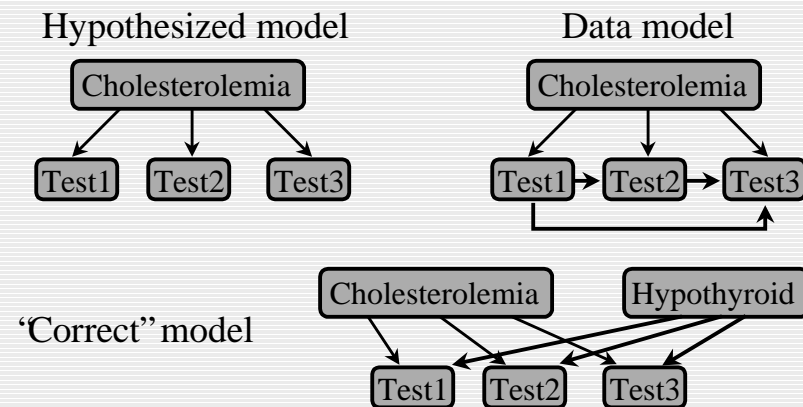 Hypothesized model
Data model
Cholesterolemia
Cholesterolemia
Test1 Test2 Test3
Test1 Test2 Test3
Cholesterolemia Hypothyroid
“Correct” model
Test1 Test2 Test3